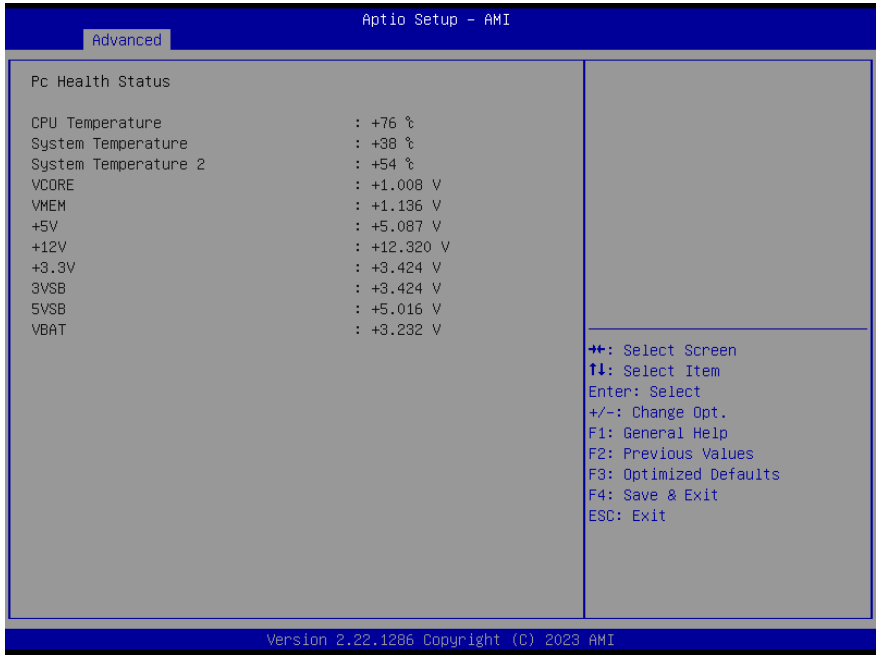 Aptio Setup – AMI
Advanced
Pc Health Status
CPU Temperature : +76 ℃
System Temperature : +38 ℃
System Temperature 2 : +54 ℃
VCORE : +1.008 V
VMEM : +1.136 V
+5V : +5.087 V
+12V : +12.320 V
+3.3V : +3.424 V
3VSB : +3.424 V
5VSB : +5.016 V
VBAT : +3.232 V
→←: Select Screen
↑↓: Select Item
Enter: Select
+/-: Change Opt.
F1: General Help
F2: Previous Values
F3: Optimized Defaults
F4: Save & Exit
ESC: Exit
Version 2.22.1286 Copyright (C) 2023 AMI